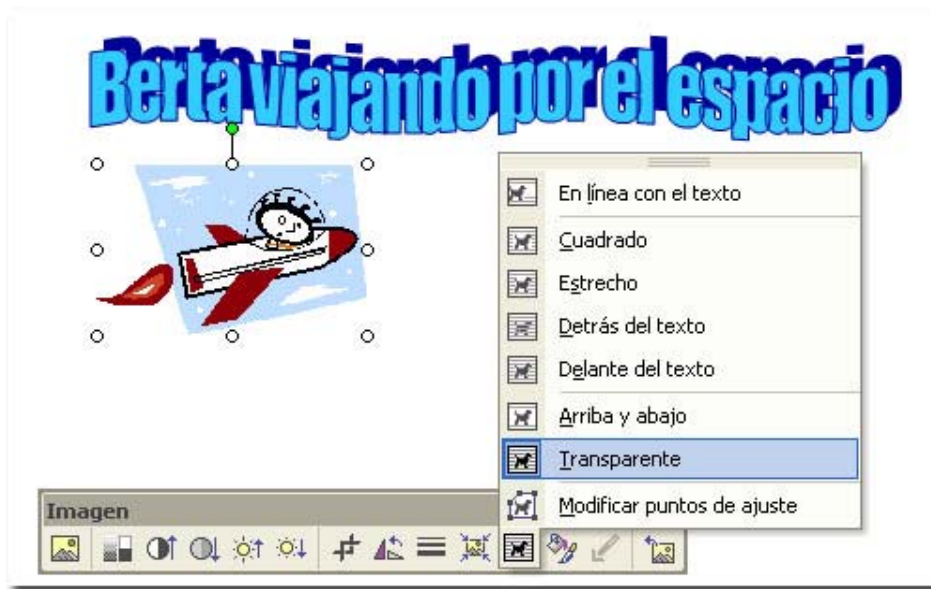 Berta viajando por el espacio
En línea con el texto
Cuadrado
Estrecho
Detrás del texto
Delante del texto
Arriba y abajo
Transparente
Modificar puntos de ajuste
Imagen